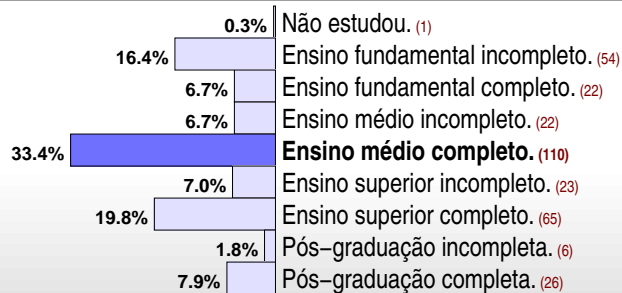 0.3% Não estudou. (1)
16.4% Ensino fundamental incompleto. (54)
6.7% Ensino fundamental completo. (22)
6.7% Ensino médio incompleto. (22)
33.4% Ensino médio completo. (110)
7.0% Ensino superior incompleto. (23)
19.8% Ensino superior completo. (65)
1.8% Pós−graduação incompleta. (6)
7.9% Pós−graduação completa. (26)